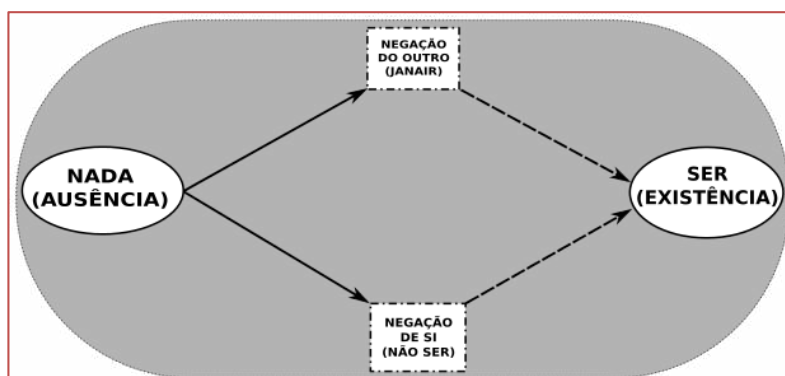 NEGAÇÃO
DO OUTRO
(JANAIR)
NADA
(AUSÊNCIA)
SER
(EXISTÊNCIA)
NEGAÇÃO
DE SI
(NÃO SER)